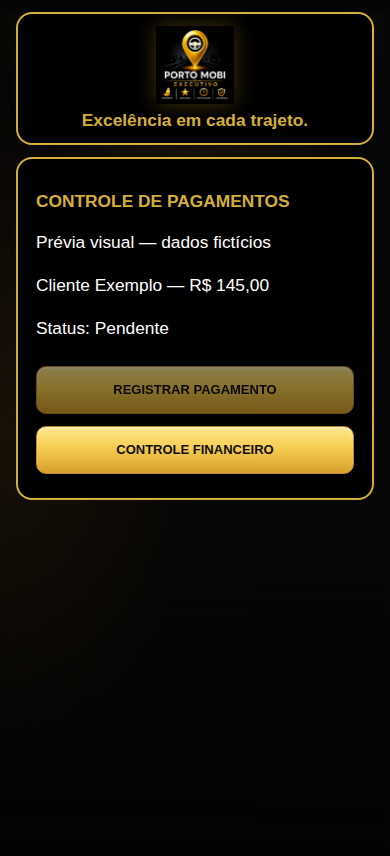 PORTO MOBI
EXECUTIVO
Excelência em cada trajeto.
CONTROLE DE PAGAMENTOS
Prévia visual — dados fictícios
Cliente Exemplo — R$ 145,00
Status: Pendente
REGISTRAR PAGAMENTO
CONTROLE FINANCEIRO